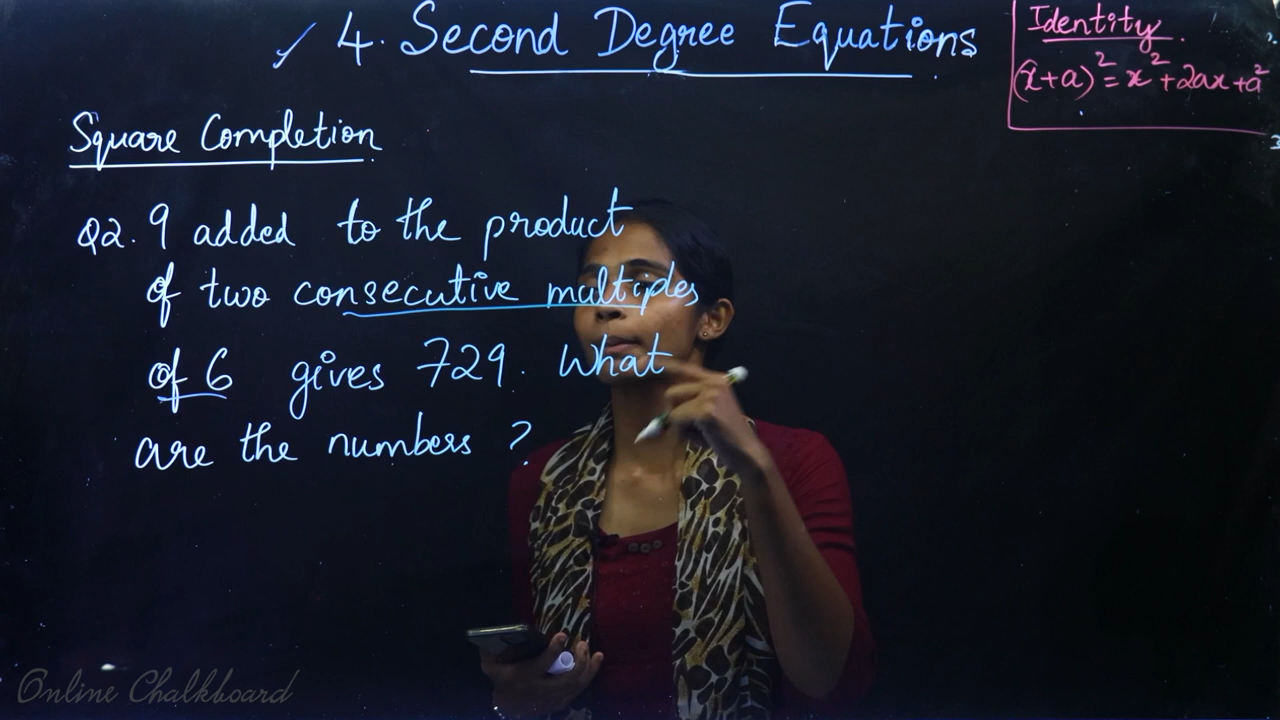 ✓ 4. Second Degree Equations
Identity
(x+a)² = x² + 2ax + a²
Square Completion
Q2. 9 added to the product
of two consecutive multiples
of 6 gives 729. What
are the numbers ?
Online Chalkboard